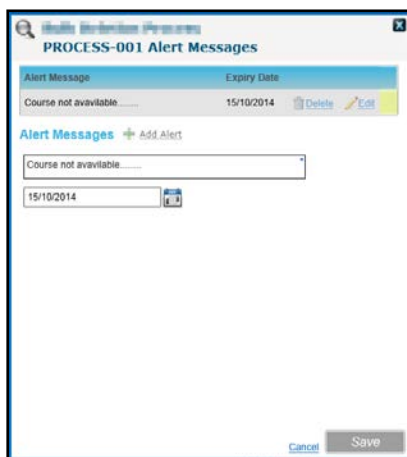 PROCESS-001 Alert Messages
Alert Message Expiry Date
Course not avavilable........ 15/10/2014 Delete Edit
Alert Messages Add Alert
Course not avavilable........
15/10/2014
Cancel Save